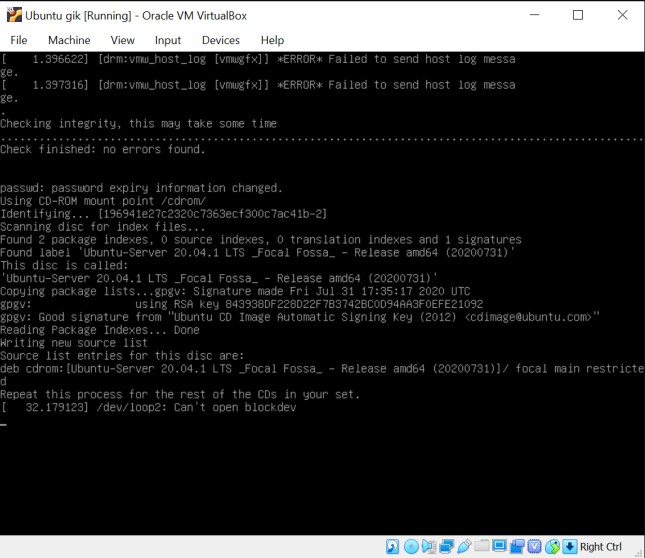 Ubuntu gik [Running] - Oracle VM VirtualBox
File Machine View Input Devices Help
[    1.396622] [drm:vmw_host_log [vmwgfx]] *ERROR* Failed to send host log messa
ge.
[    1.397316] [drm:vmw_host_log [vmwgfx]] *ERROR* Failed to send host log messa
ge.
.
Checking integrity, this may take some time
................................................................................
Check finished: no errors found.
passwd: password expiry information changed.
Using CD-ROM mount point /cdrom/
Identifying... [196941e27c2320c7363ecf300c7ac41b-2]
Scanning disc for index files...
Found 2 package indexes, 0 source indexes, 0 translation indexes and 1 signatures
Found label 'Ubuntu-Server 20.04.1 LTS _Focal Fossa_ - Release amd64 (20200731)'
This disc is called:
'Ubuntu-Server 20.04.1 LTS _Focal Fossa_ - Release amd64 (20200731)'
Copying package lists...gpgv: Signature made Fri Jul 31 17:35:17 2020 UTC
gpgv:                using RSA key 843938DF228D22F7B3742BC0D94AA3F0EFE21092
gpgv: Good signature from "Ubuntu CD Image Automatic Signing Key (2012) <cdimage@ubuntu.com>"
Reading Package Indexes... Done
Writing new source list
Source list entries for this disc are:
deb cdrom:[Ubuntu-Server 20.04.1 LTS _Focal Fossa_ - Release amd64 (20200731)]/ focal main restricte
d
Repeat this process for the rest of the CDs in your set.
[   32.179123] /dev/loop2: Can't open blockdev
_
Right Ctrl